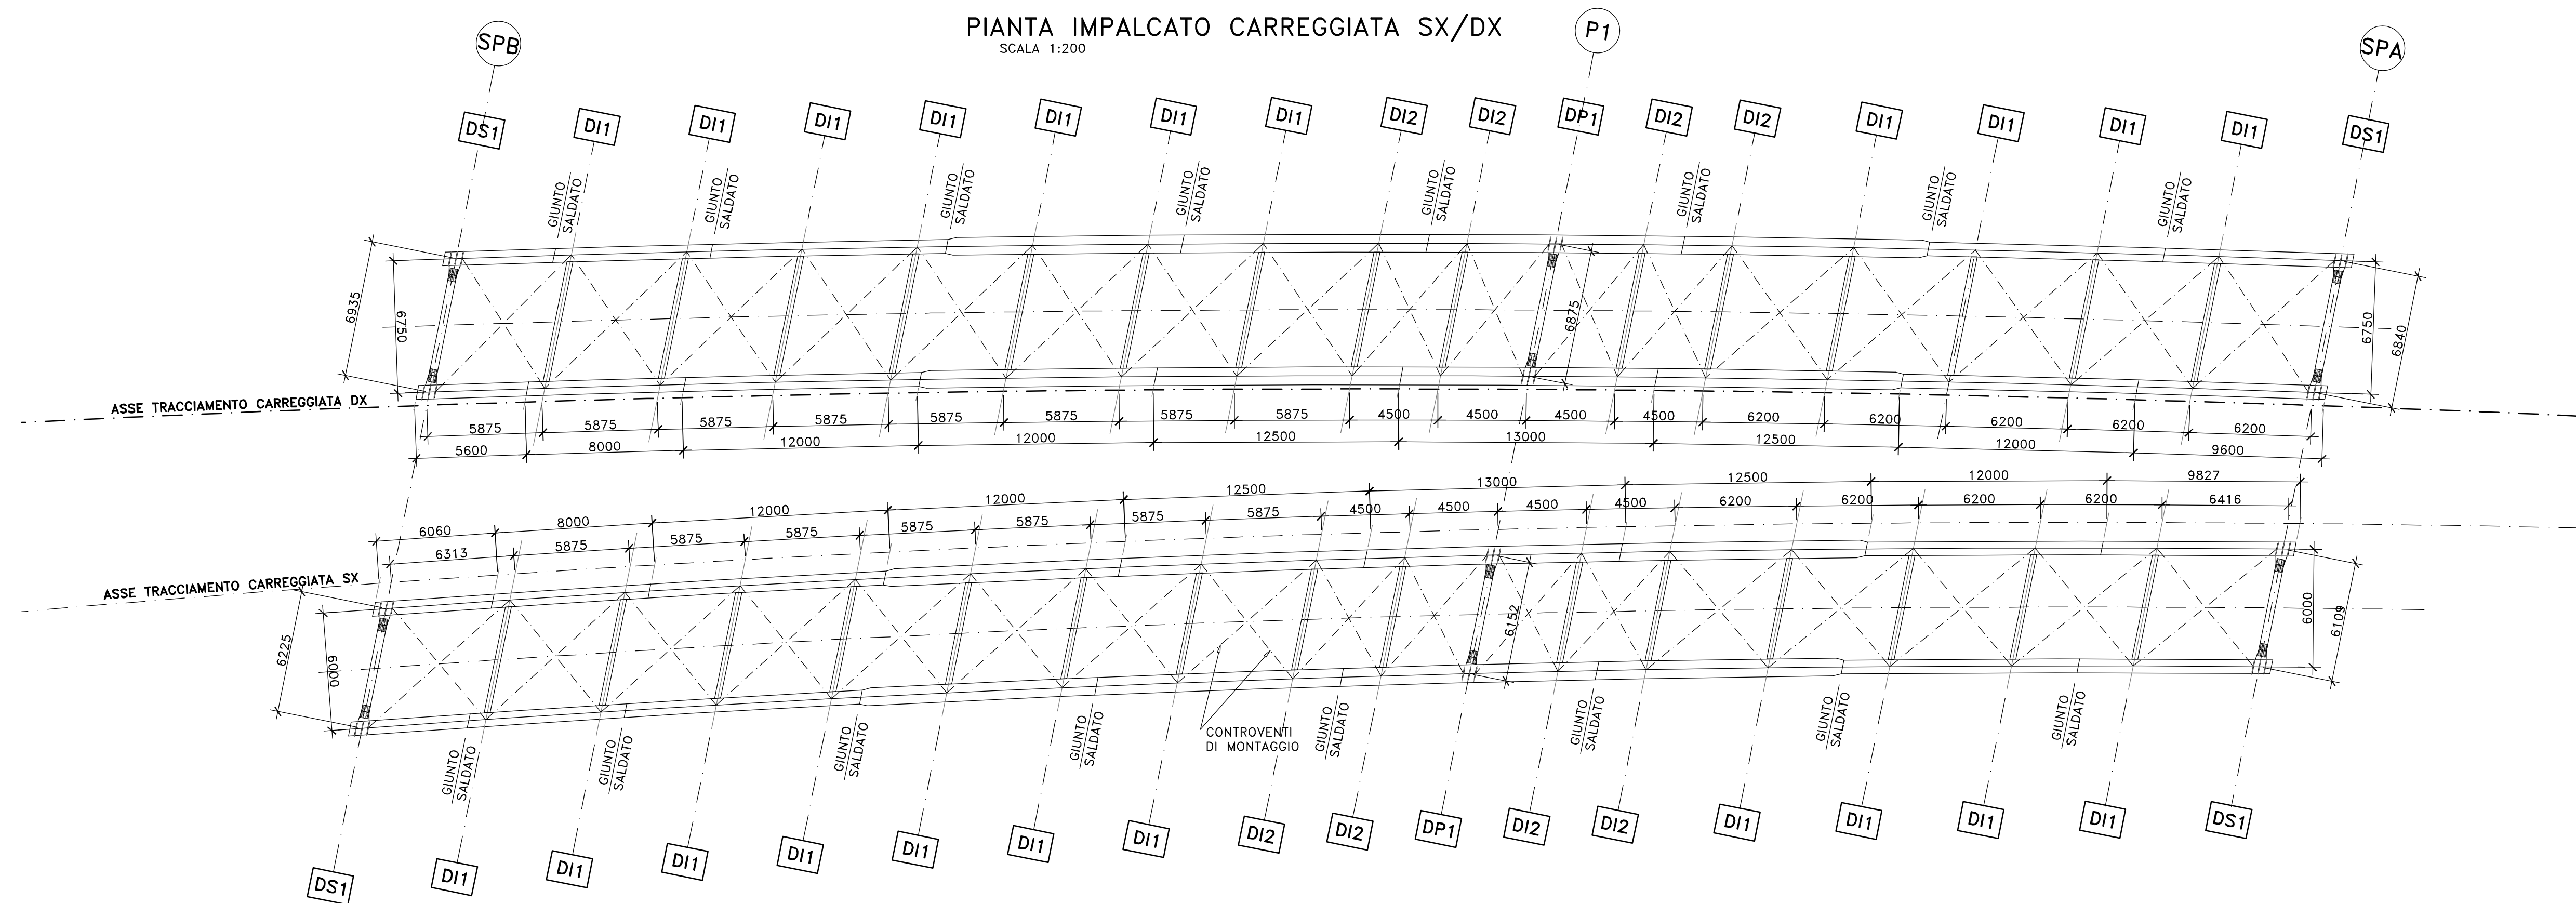 PIANTA IMPALCATO CARREGGIATA SX/DX
SCALA 1:200
SPB
P1
SPA
DS1 DI1 DI1 DI1 DI1 DI1 DI1 DI1 DI2 DI2 DP1 DI2 DI2 DI1 DI1 DI1 DI1 DS1
GIUNTO
SALDATO
GIUNTO
SALDATO
GIUNTO
SALDATO
GIUNTO
SALDATO
GIUNTO
SALDATO
GIUNTO
SALDATO
GIUNTO
SALDATO
GIUNTO
SALDATO
6935
6750
6875
6750
6840
ASSE TRACCIAMENTO CARREGGIATA DX
5875 5875 5875 5875 5875 5875 5875 5875 4500 4500 4500 4500 6200 6200 6200 6200 6200
5600 8000 12000 12000 12500 13000 12500 12000 9600
6060 8000 12000 12000 12500 13000 12500 12000 9827
6313 5875 5875 5875 5875 5875 5875 5875 4500 4500 4500 4500 6200 6200 6200 6200 6416
ASSE TRACCIAMENTO CARREGGIATA SX
6225
6000
6152
6000
6109
CONTROVENTI
DI MONTAGGIO
GIUNTO
SALDATO
GIUNTO
SALDATO
GIUNTO
SALDATO
GIUNTO
SALDATO
GIUNTO
SALDATO
GIUNTO
SALDATO
GIUNTO
SALDATO
GIUNTO
SALDATO
DS1 DI1 DI1 DI1 DI1 DI1 DI1 DI1 DI2 DI2 DP1 DI2 DI2 DI1 DI1 DI1 DI1 DS1